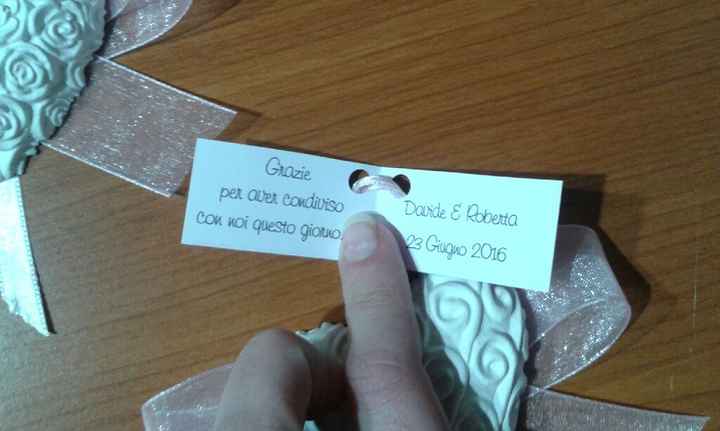 Grazie
per aver condiviso
con noi questo giorno.
Davide E Roberta
23 Giugno 2016